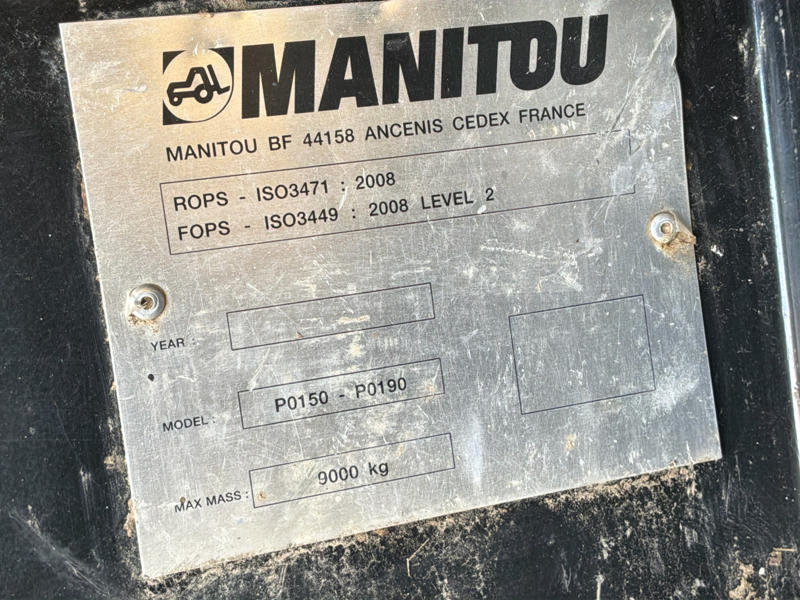 MANITOU
MANITOU BF 44158 ANCENIS CEDEX FRANCE
ROPS - ISO3471 : 2008
FOPS - ISO3449 : 2008 LEVEL 2
YEAR :
MODEL : P0150 - P0190
MAX MASS : 9000 kg